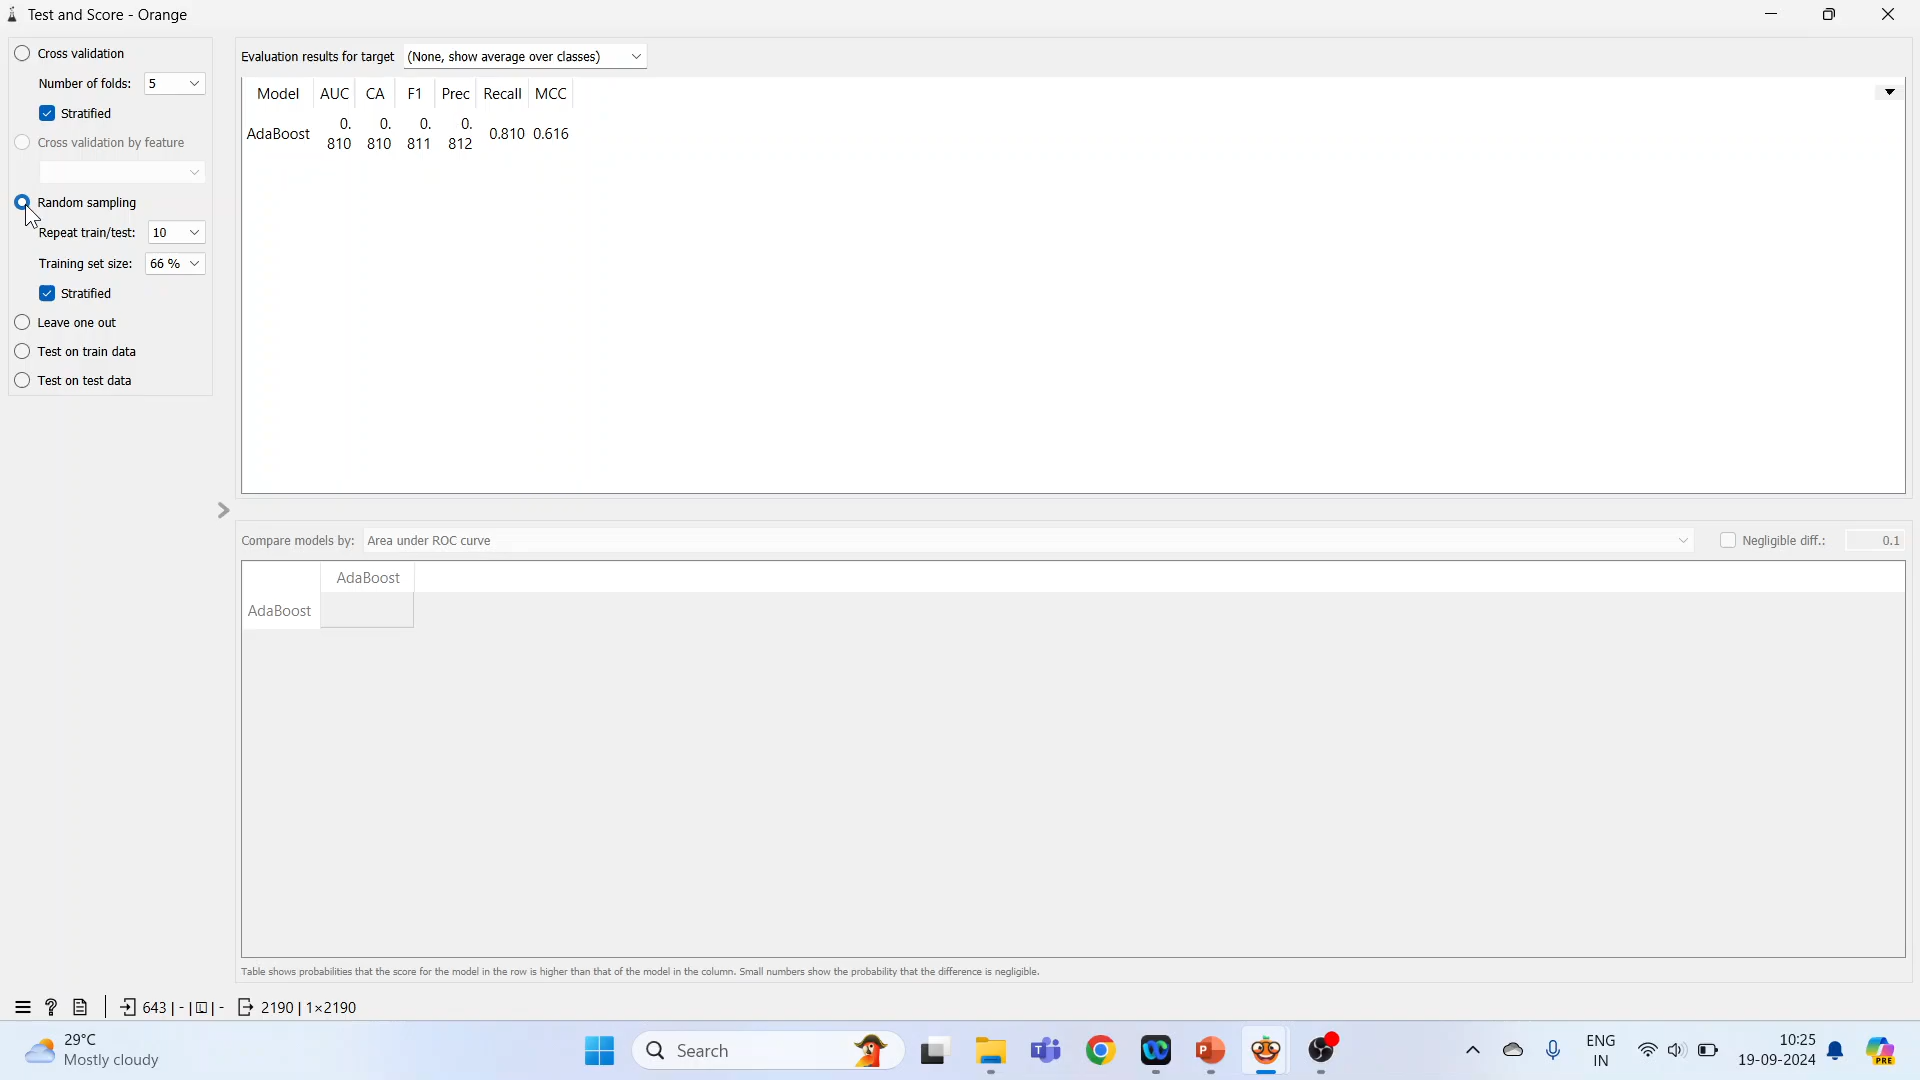 Test and Score - Orange
Cross validation
Number of folds: 5
Stratified
Cross validation by feature
Random sampling
Repeat train/test: 10
Training set size: 66 %
Stratified
Leave one out
Test on train data
Test on test data
Evaluation results for target (None, show average over classes)
Model AUC CA F1 Prec Recall MCC
AdaBoost 0.810 0.810 0.811 0.812 0.810 0.616
Compare models by: Area under ROC curve Negligible diff.: 0.1
AdaBoost
AdaBoost
Table shows probabilities that the score for the model in the row is higher than that of the model in the column. Small numbers show the probability that the difference is negligible.
643 | - | - 2190 | 1×2190
29°C
Mostly cloudy
Search
ENG
IN
10:25
19-09-2024
PRE